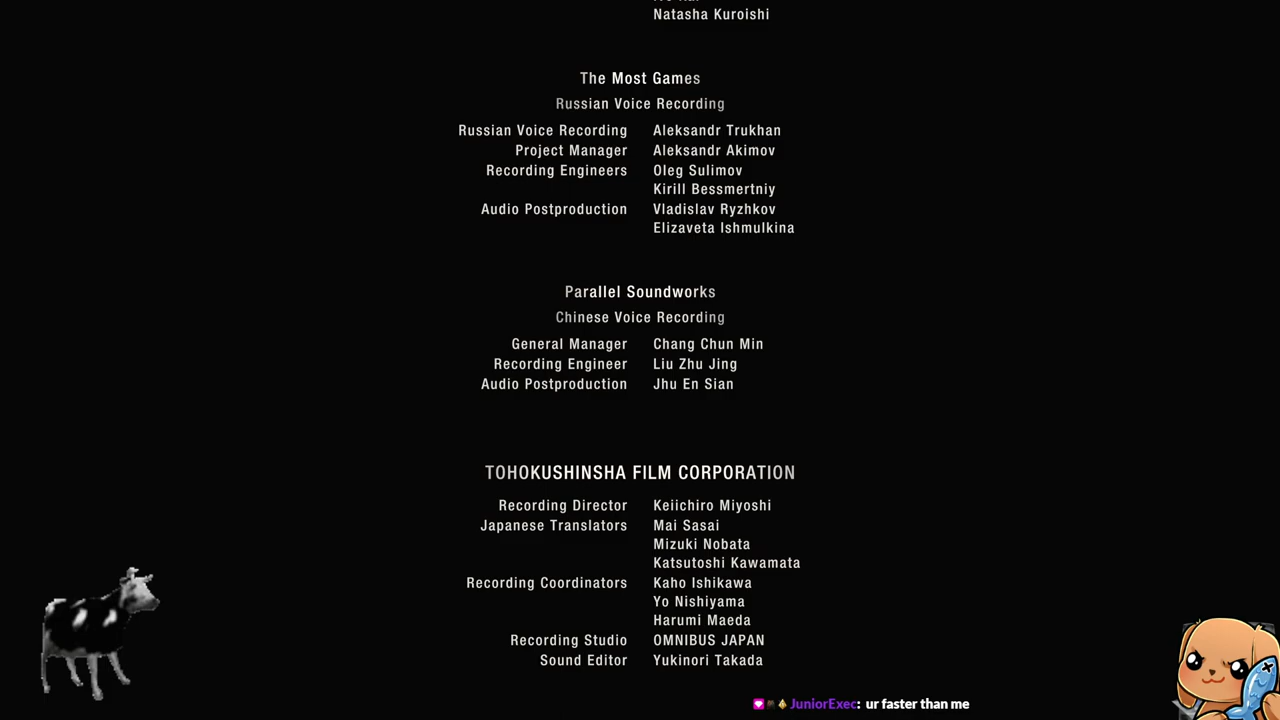 Natasha Kuroishi
The Most Games
Russian Voice Recording
Russian Voice Recording Aleksandr Trukhan
Project Manager Aleksandr Akimov
Recording Engineers Oleg Sulimov
Kirill Bessmertniy
Audio Postproduction Vladislav Ryzhkov
Elizaveta Ishmulkina
Parallel Soundworks
Chinese Voice Recording
General Manager Chang Chun Min
Recording Engineer Liu Zhu Jing
Audio Postproduction Jhu En Sian
TOHOKUSHINSHA FILM CORPORATION
Recording Director Keiichiro Miyoshi
Japanese Translators Mai Sasai
Mizuki Nobata
Katsutoshi Kawamata
Recording Coordinators Kaho Ishikawa
Yo Nishiyama
Harumi Maeda
Recording Studio OMNIBUS JAPAN
Sound Editor Yukinori Takada
JuniorExec: ur faster than me